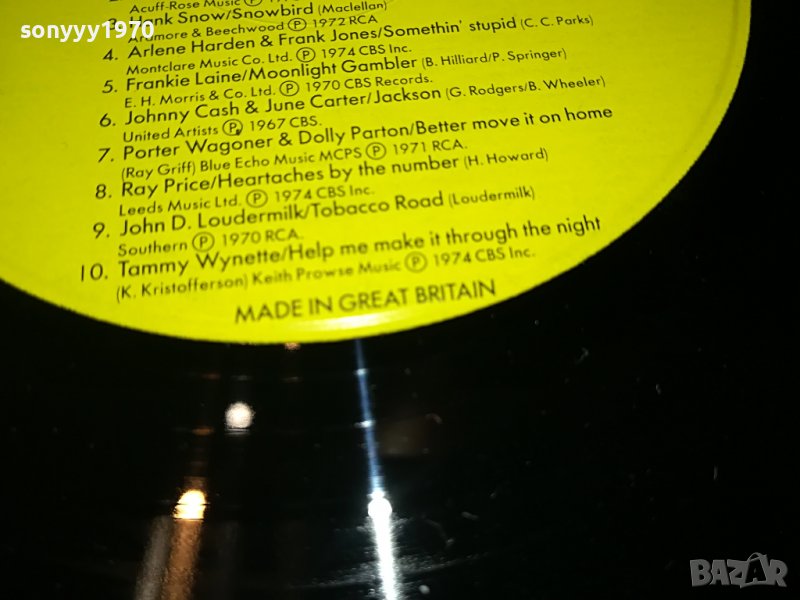 sonyyy1970
Acuff-Rose Music Ⓟ
3. Hank Snow/Snowbird (Maclellan)
Ardmore & Beechwood Ⓟ 1972 RCA
4. Arlene Harden & Frank Jones/Somethin' stupid (C. C. Parks)
Montclare Music Co. Ltd. Ⓟ 1974 CBS Inc.
5. Frankie Laine/Moonlight Gambler (B. Hilliard/P. Springer)
E. H. Morris & Co. Ltd. Ⓟ 1970 CBS Records.
6. Johnny Cash & June Carter/Jackson (G. Rodgers/B. Wheeler)
United Artists Ⓟ 1967 CBS.
7. Porter Wagoner & Dolly Parton/Better move it on home
(Ray Griff) Blue Echo Music MCPS Ⓟ 1971 RCA.
8. Ray Price/Heartaches by the number (H. Howard)
Leeds Music Ltd. Ⓟ 1974 CBS Inc.
9. John D. Loudermilk/Tobacco Road (Loudermilk)
Southern Ⓟ 1970 RCA.
10. Tammy Wynette/Help me make it through the night
(K. Kristofferson) Keith Prowse Music Ⓟ 1974 CBS Inc.
MADE IN GREAT BRITAIN
BAZAR